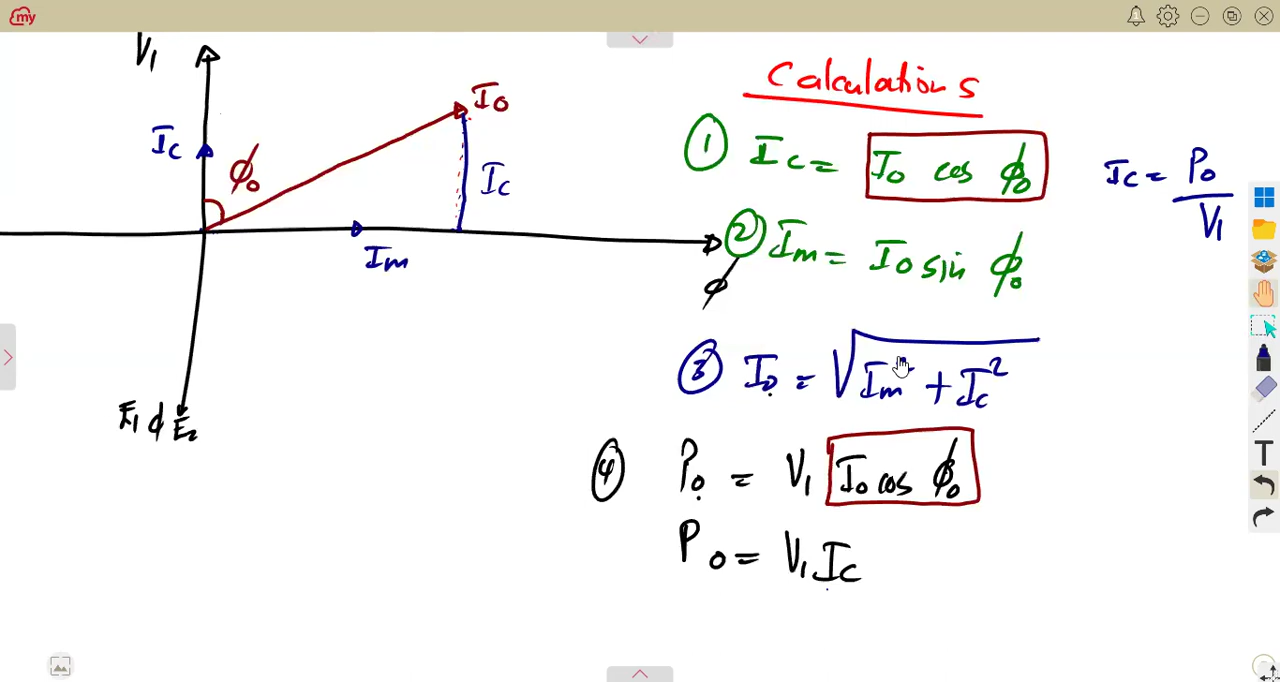 my
V1
Ic
ϕ0
I0
Ic
Im
ϕ
E1 & E2
Calculations
① Ic = I0 cos ϕ0
Ic = P0 / V1
② Im = I0 sin ϕ0
③ I0 = √Im² + Ic²
④ P0 = V1 I0 cos ϕ0
P0 = V1 Ic
T